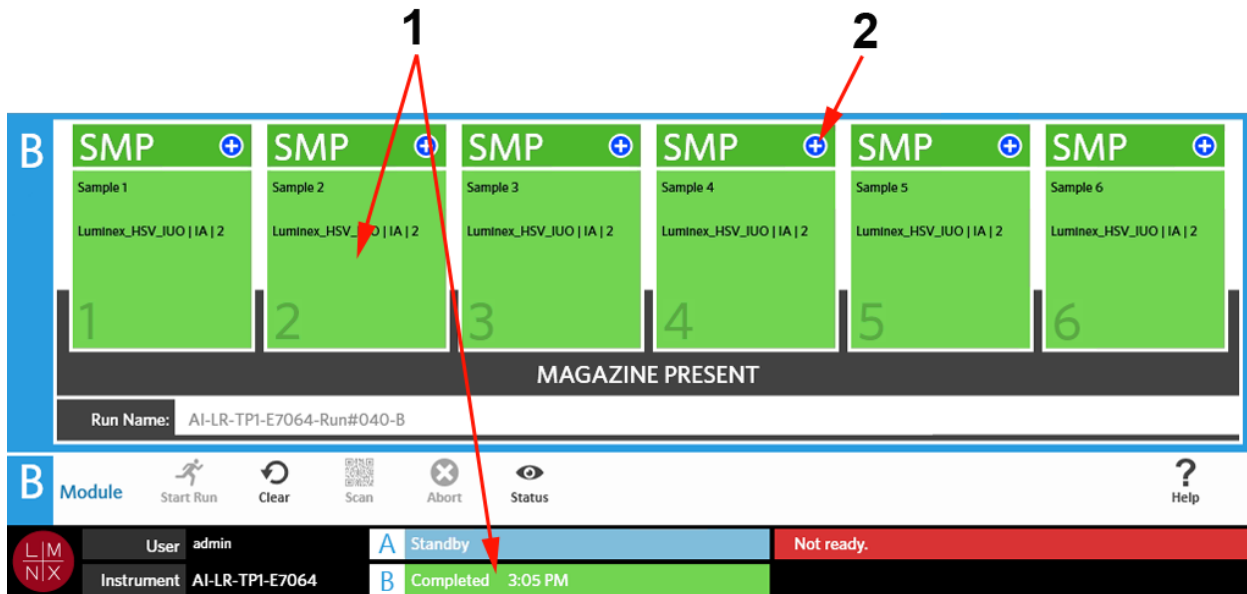 1 2
B SMP SMP SMP SMP SMP SMP
Sample 1 Sample 2 Sample 3 Sample 4 Sample 5 Sample 6
Luminex_HSV_IUO | IA | 2 Luminex_HSV_IUO | IA | 2 Luminex_HSV_IUO | IA | 2 Luminex_HSV_IUO | IA | 2 Luminex_HSV_IUO | IA | 2 Luminex_HSV_IUO | IA | 2
1 2 3 4 5 6
MAGAZINE PRESENT
Run Name: AI-LR-TP1-E7064-Run#040-B
B Module Start Run Clear Scan Abort Status ? Help
L M User admin A Standby Not ready.
N X Instrument AI-LR-TP1-E7064 B Completed 3:05 PM